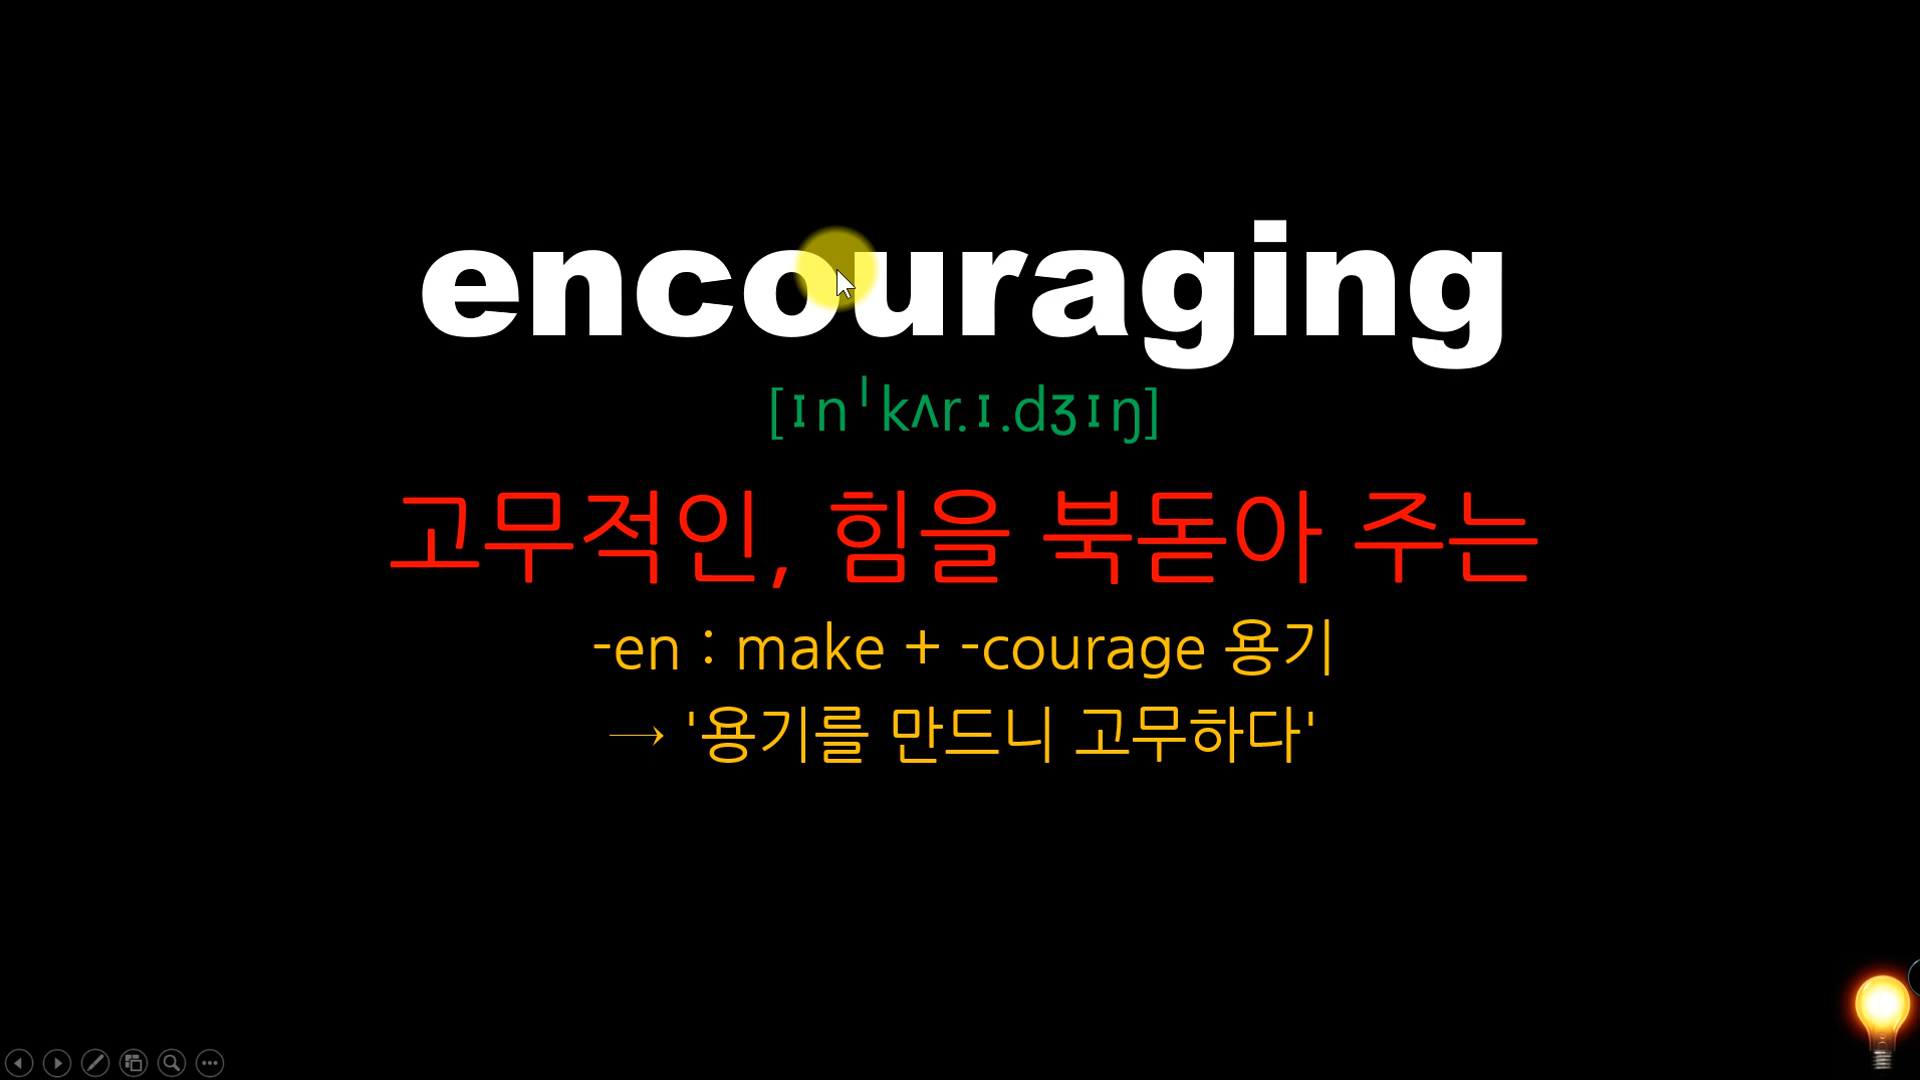 encouraging
[ɪnˈkʌr.ɪ.dʒɪŋ]
고무적인, 힘을 북돋아 주는
-en : make + -courage 용기
→ '용기를 만드니 고무하다'